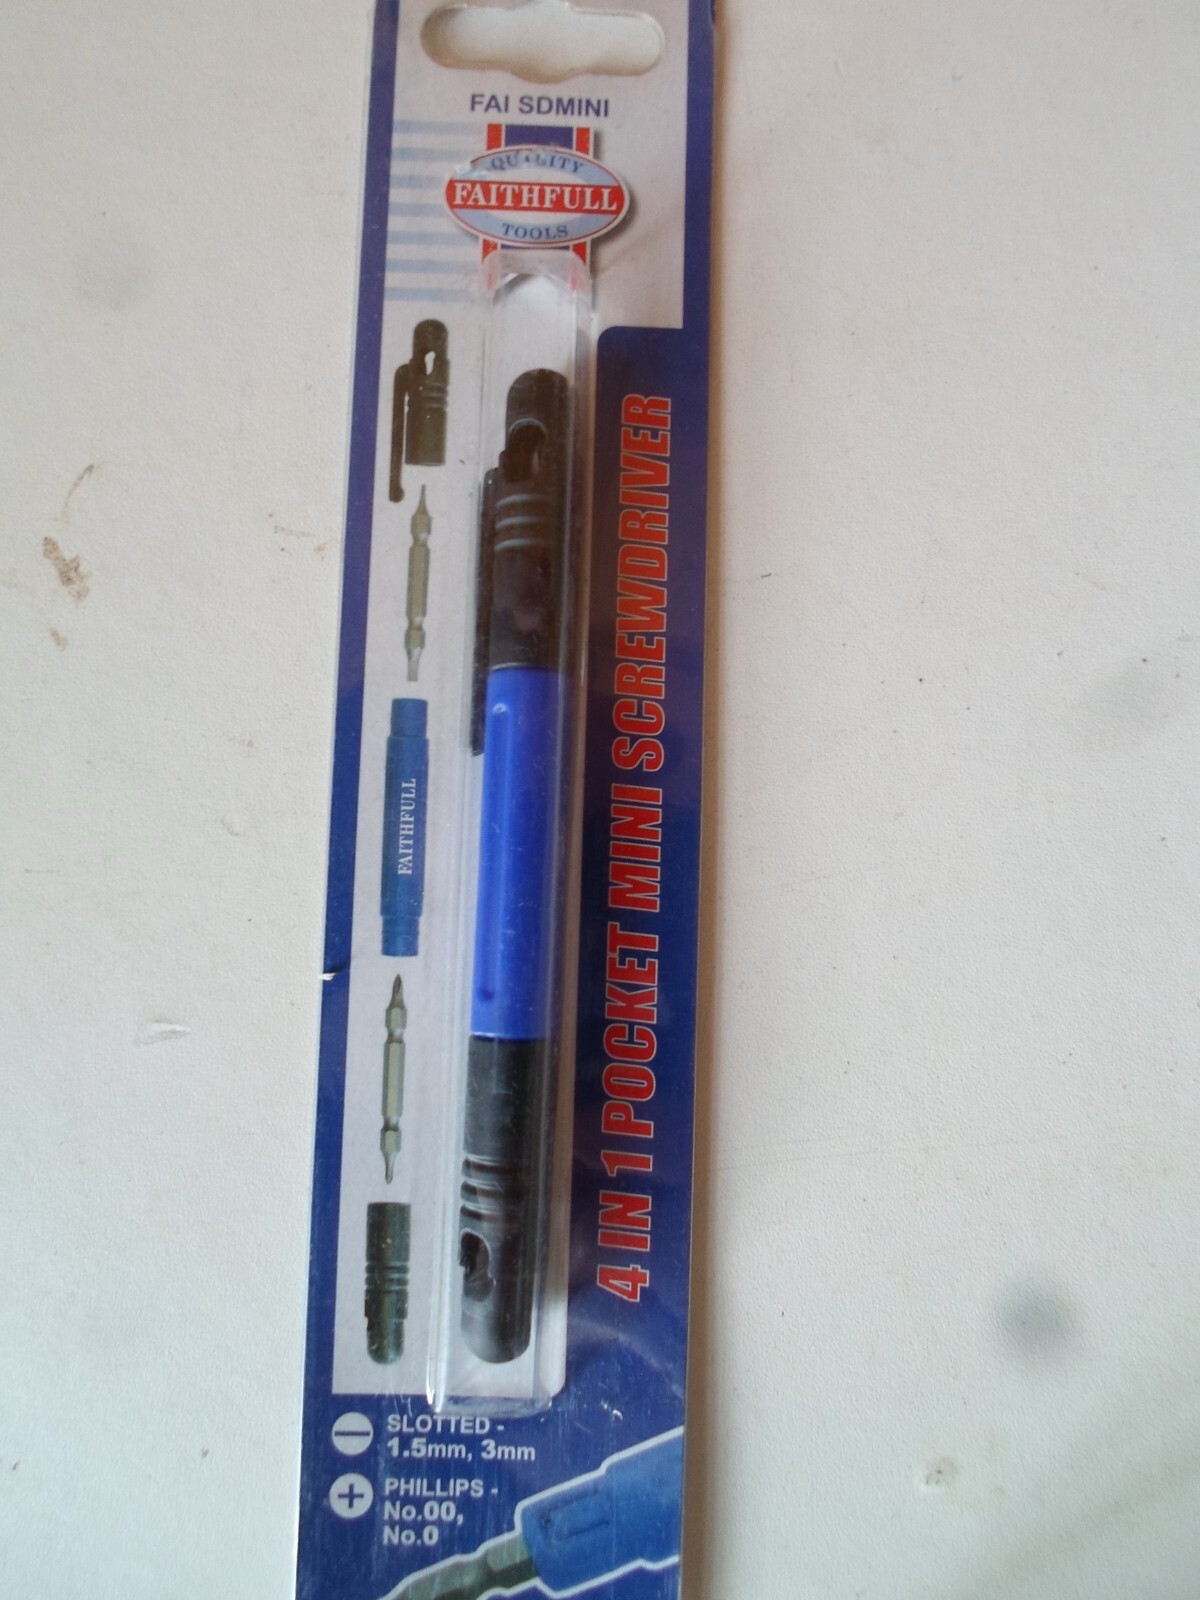 FAI SDMINI
QUALITY
FAITHFULL
TOOLS
FAITHFULL
4 IN 1 POCKET MINI SCREWDRIVER
SLOTTED -
1.5mm, 3mm
PHILLIPS -
No.00,
No.0